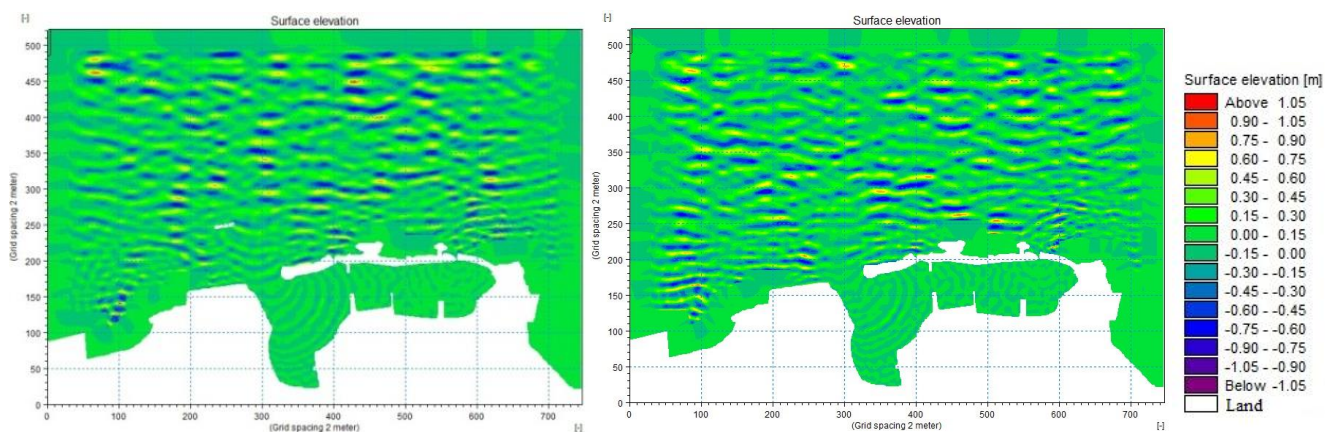 [-]
Surface elevation
500
450
400
350
300
250
200
150
100
50
0
(Grid spacing 2 meter)
0 100 200 300 400 500 600 700
(Grid spacing 2 meter)
[-]
[-]
Surface elevation
500
450
400
350
300
250
200
150
100
50
0
(Grid spacing 2 meter)
0 100 200 300 400 500 600 700
(Grid spacing 2 meter)
[-]
Surface elevation [m]
Above 1.05
0.90 - 1.05
0.75 - 0.90
0.60 - 0.75
0.45 - 0.60
0.30 - 0.45
0.15 - 0.30
0.00 - 0.15
-0.15 - 0.00
-0.30 - -0.15
-0.45 - -0.30
-0.60 - -0.45
-0.75 - -0.60
-0.90 - -0.75
-1.05 - -0.90
Below -1.05
Land